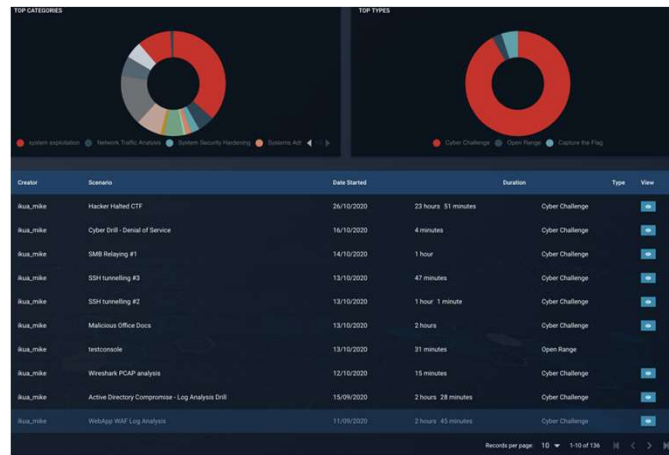 TOP CATEGORIES
TOP TYPES
system exploitation Network Traffic Analysis System Security Hardening Systems Adr
Cyber Challenge Open Range Capture the Flag
Creator Scenario Date Started Duration Type View
ikua_mike Hacker Halted CTF 26/10/2020 23 hours 51 minutes Cyber Challenge
ikua_mike Cyber Drill - Denial of Service 16/10/2020 4 minutes Cyber Challenge
ikua_mike SMB Relaying #1 14/10/2020 1 hour Cyber Challenge
ikua_mike SSH tunnelling #3 13/10/2020 47 minutes Cyber Challenge
ikua_mike SSH tunnelling #2 13/10/2020 1 hour 1 minute Cyber Challenge
ikua_mike Malicious Office Docs 13/10/2020 2 hours Cyber Challenge
ikua_mike testconsole 13/10/2020 31 minutes Open Range
ikua_mike Wireshark PCAP analysis 12/10/2020 15 minutes Cyber Challenge
ikua_mike Active Directory Compromise - Log Analysis Drill 15/09/2020 2 hours 28 minutes Cyber Challenge
ikua_mike WebApp WAF Log Analysis 11/09/2020 2 hours 45 minutes Cyber Challenge
Records per page: 10 1-10 of 136